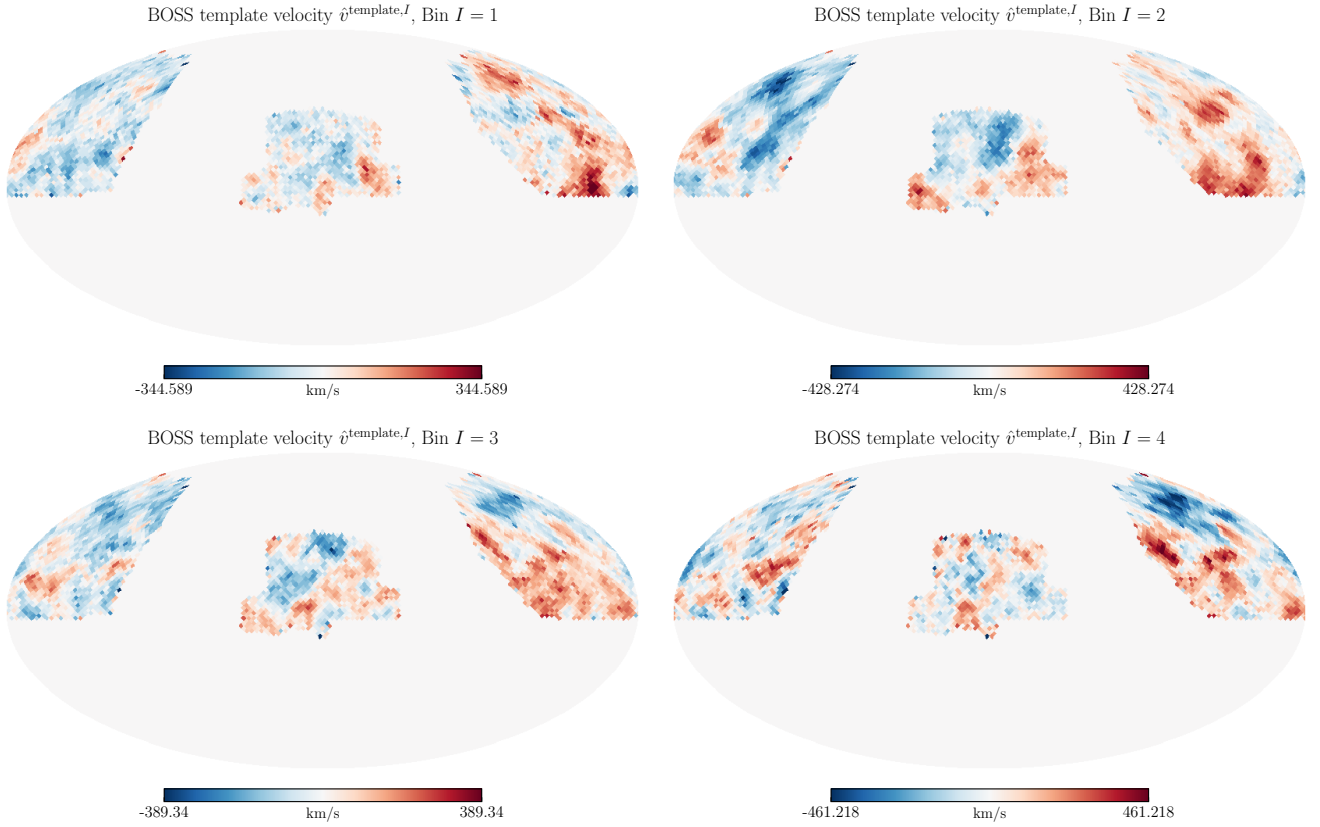 BOSS template velocity v̂^template,I, Bin I = 1
BOSS template velocity v̂^template,I, Bin I = 2
-344.589 km/s 344.589
-428.274 km/s 428.274
BOSS template velocity v̂^template,I, Bin I = 3
BOSS template velocity v̂^template,I, Bin I = 4
-389.34 km/s 389.34
-461.218 km/s 461.218